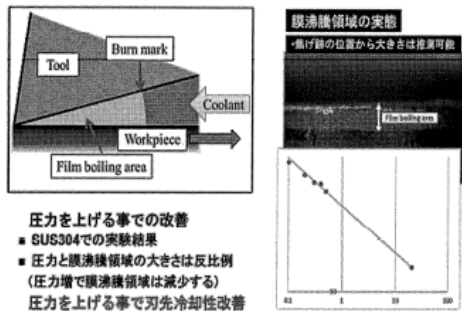 Burn mark
Tool
Coolant
Workpiece
Film boiling area
膜沸騰領域の実態
・焦げ跡の位置から大きさは推測可能
Film boiling area
50
0.1
1
10
100
圧力を上げる事での改善
■ SUS304での実験結果
■ 圧力と膜沸騰領域の大きさは反比例
(圧力増で膜沸騰領域は減少する)
圧力を上げる事で刃先冷却性改善